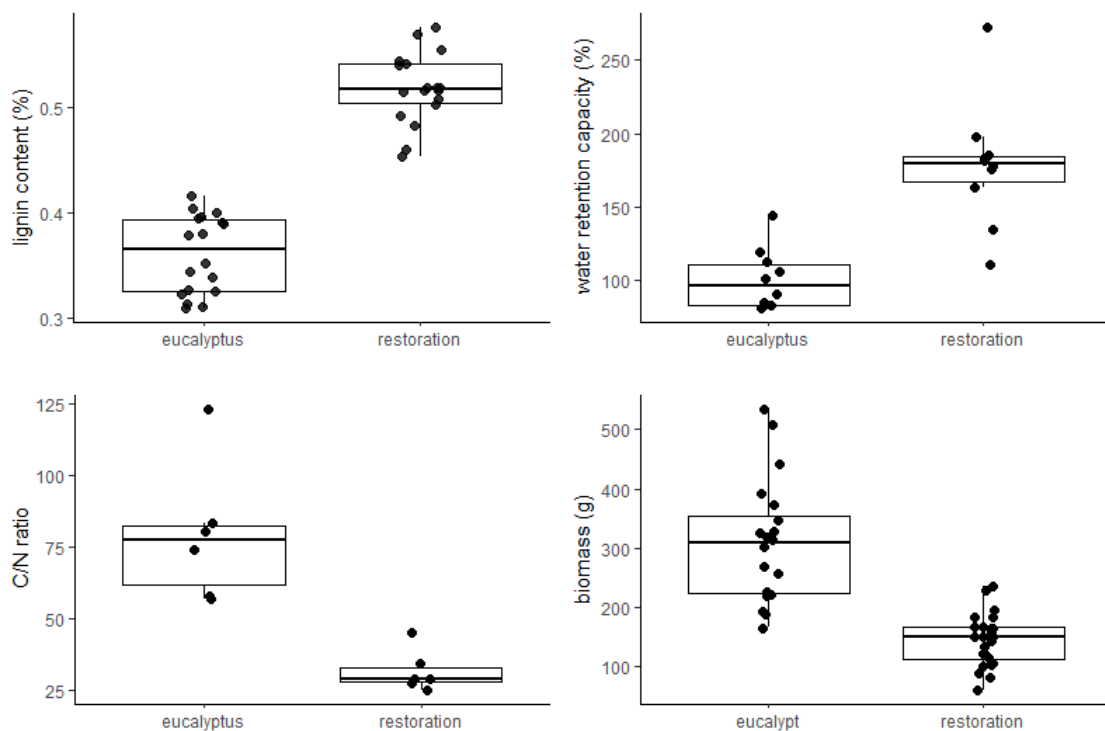 lignin content (%)
0.5
0.4
0.3
eucalyptus
restoration
water retention capacity (%)
250
200
150
100
eucalyptus
restoration
C/N ratio
125
100
75
50
25
eucalyptus
restoration
biomass (g)
500
400
300
200
100
eucalypt
restoration